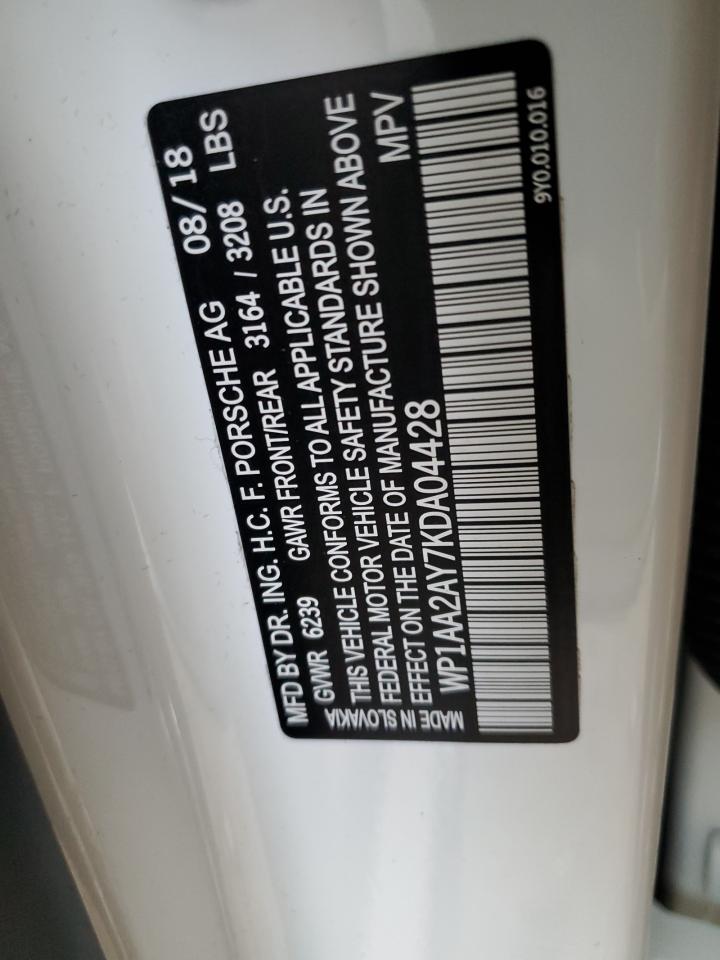 MFD BY DR. ING. H.C. F. PORSCHE AG 08/18
GVWR 6239 GAWR FRONT/REAR 3164 / 3208 LBS
THIS VEHICLE CONFORMS TO ALL APPLICABLE U.S.
FEDERAL MOTOR VEHICLE SAFETY STANDARDS IN
EFFECT ON THE DATE OF MANUFACTURE SHOWN ABOVE
WP1AA2AY7KDA04428 MPV
MADE IN SLOVAKIA
9Y0.010.016